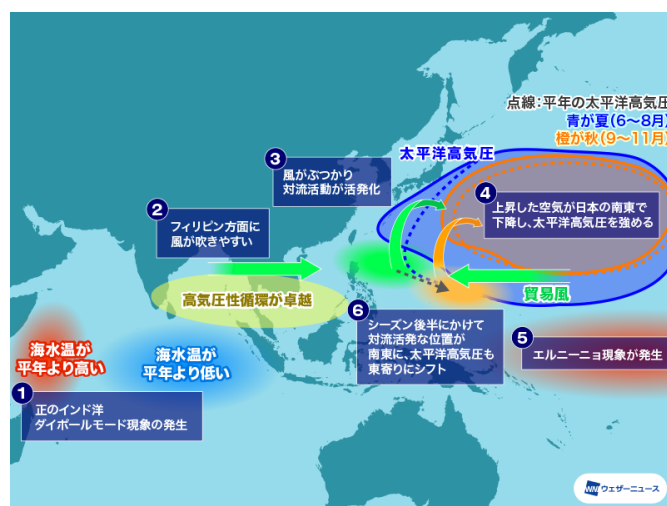 点線:平年の太平洋高気圧
青が夏(6〜8月)
橙が秋(9〜11月)
太平洋高気圧
3
風がぶつかり
対流活動が活発化
2
フィリピン方面に
風が吹きやすい
4
上昇した空気が日本の南東で
下降し、太平洋高気圧を強める
高気圧性循環が卓越
貿易風
6
シーズン後半にかけて
対流活発な位置が
南東に、太平洋高気圧も
東寄りにシフト
5
エルニーニョ現象が発生
海水温が
平年より高い
海水温が
平年より低い
1
正のインド洋
ダイポールモード現象の発生
WNI ウェザーニュース